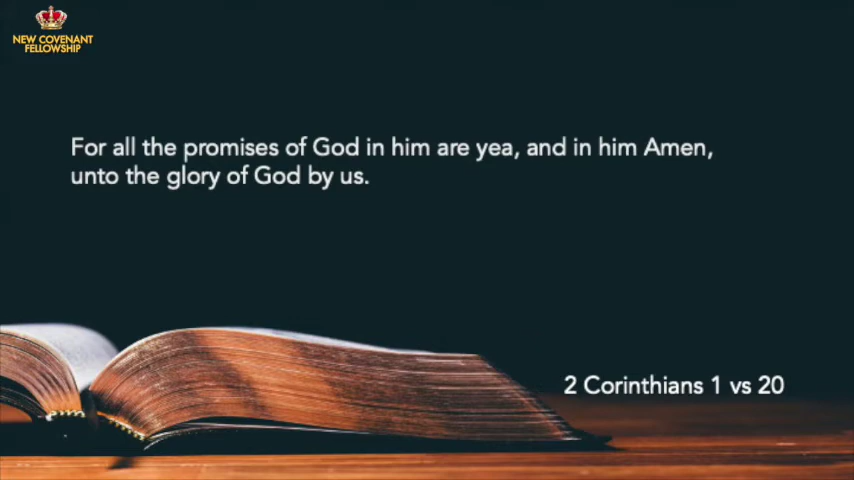 NEW COVENANT
FELLOWSHIP
For all the promises of God in him are yea, and in him Amen,
unto the glory of God by us.
2 Corinthians 1 vs 20